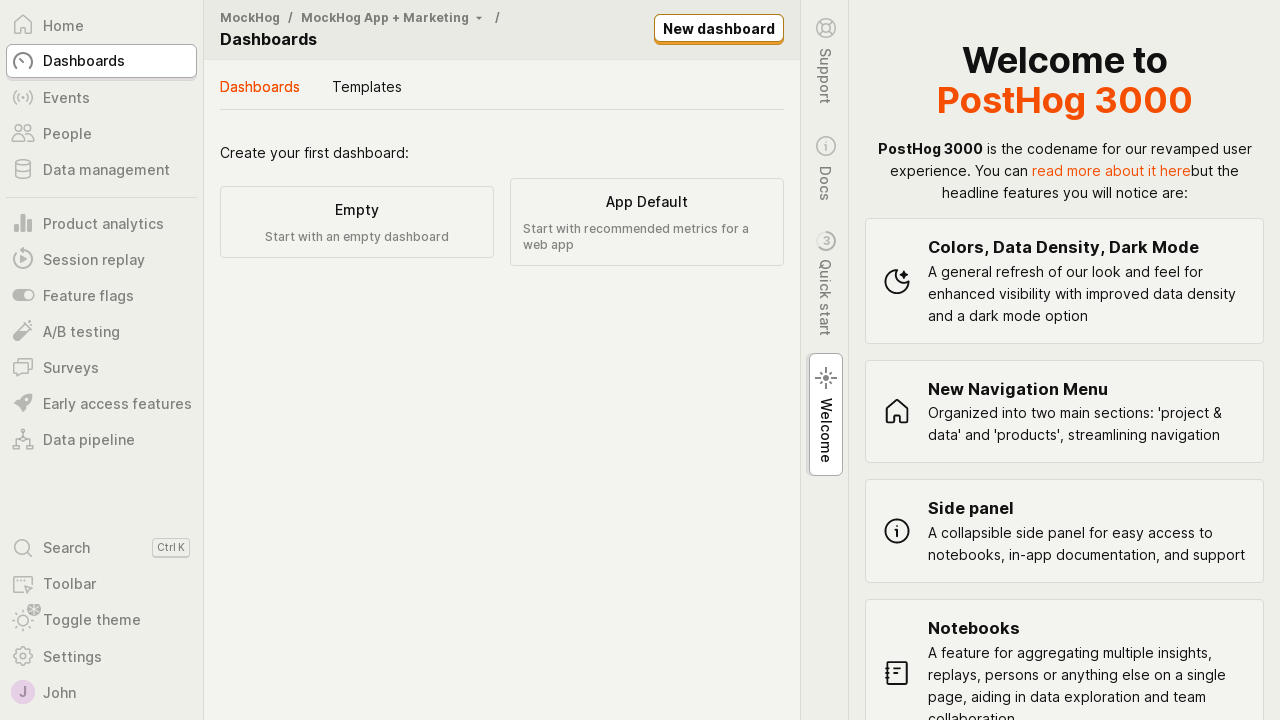 Home
Dashboards
Events
People
Data management
Product analytics
Session replay
Feature flags
A/B testing
Surveys
Early access features
Data pipeline
Search
Ctrl K
Toolbar
Toggle theme
Settings
J
John
MockHog / MockHog App + Marketing /
Dashboards
New dashboard
Dashboards
Templates
Create your first dashboard:
Empty
Start with an empty dashboard
App Default
Start with recommended metrics for a
web app
Support
Docs
3
Quick start
Welcome
Welcome to
PostHog 3000
PostHog 3000 is the codename for our revamped user
experience. You can read more about it herebut the
headline features you will notice are:
Colors, Data Density, Dark Mode
A general refresh of our look and feel for
enhanced visibility with improved data density
and a dark mode option
New Navigation Menu
Organized into two main sections: 'project &
data' and 'products', streamlining navigation
Side panel
A collapsible side panel for easy access to
notebooks, in-app documentation, and support
Notebooks
A feature for aggregating multiple insights,
replays, persons or anything else on a single
page, aiding in data exploration and team
collaboration